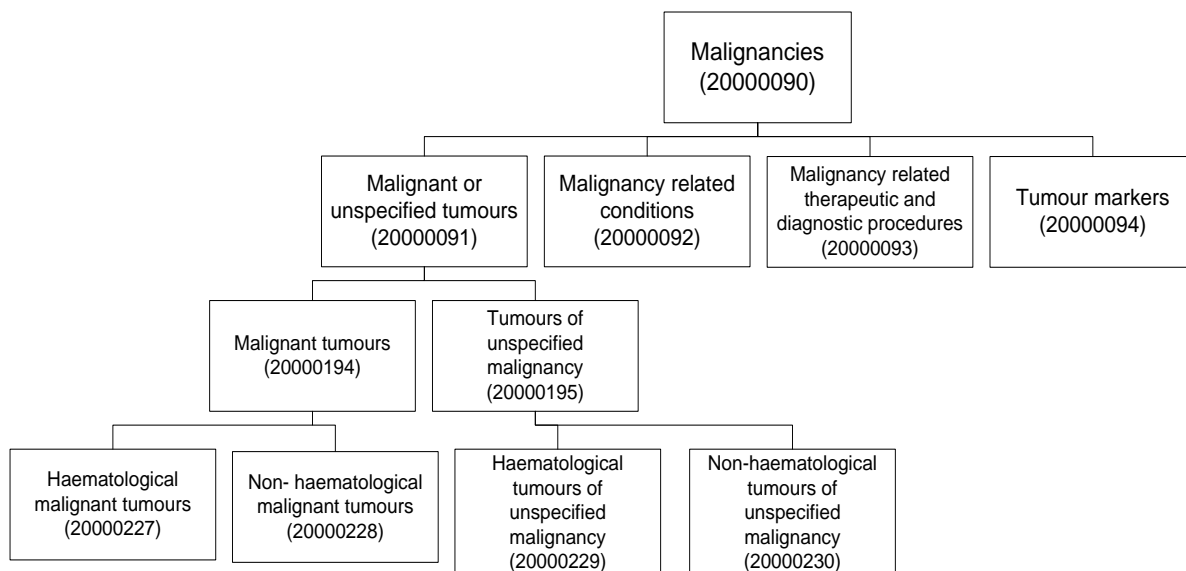 Malignancies
(20000090)
Malignant or
unspecified tumours
(20000091)
Malignancy related
conditions
(20000092)
Malignancy related
therapeutic and
diagnostic procedures
(20000093)
Tumour markers
(20000094)
Malignant tumours
(20000194)
Tumours of
unspecified
malignancy
(20000195)
Haematological
malignant tumours
(20000227)
Non- haematological
malignant tumours
(20000228)
Haematological
tumours of
unspecified
malignancy
(20000229)
Non-haematological
tumours of
unspecified
malignancy
(20000230)